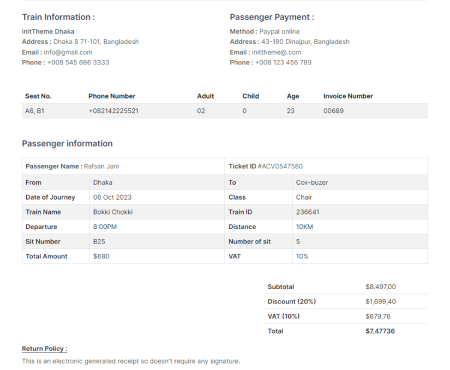 Train Information :
initTheme Dhaka
Address : Dhaka 8 71-101, Bangladesh
Email : info@gmail.com
Phone : +008 545 666 3333
Passenger Payment :
Method : Paypal online
Address : 43-190 Dinajpur, Bangladesh
Email : initteme@.com
Phone : +008 123 456 789
Seat No. Phone Number Adult Child Age Invoice Number
A6, B1 +082142225521 02 0 23 00689
Passenger information
Passenger Name : Rafsan Jani Ticket ID #ACV0547580
From Dhaka To Cox-buzer
Date of Journey 06 Oct 2023 Class Chair
Train Name Bokki Chokki Train ID 236641
Departure 8:00PM Distance 10KM
Sit Number B25 Number of sit 5
Total Amount $680 VAT 10%
Subtotal $8.497,00
Discount (20%) $1,699,40
VAT (10%) $679,76
Total $7,47736
Return Policy :
This is an electronic generated receipt so doesn't require any signature.